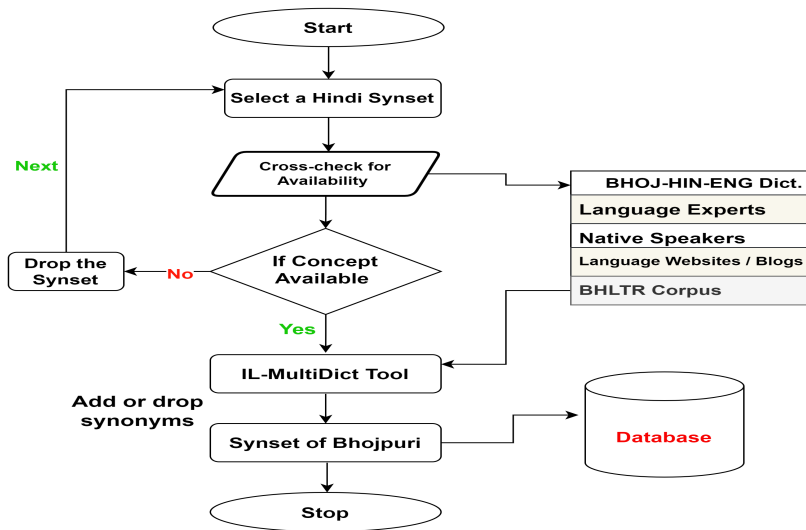 Start
Select a Hindi Synset
Next
Cross-check for
Availability
BHOJ-HIN-ENG Dict.
Language Experts
Native Speakers
Language Websites / Blogs
BHLTR Corpus
If Concept
Available
No
Drop the
Synset
Yes
IL-MultiDict Tool
Add or drop
synonyms
Synset of Bhojpuri
Database
Stop